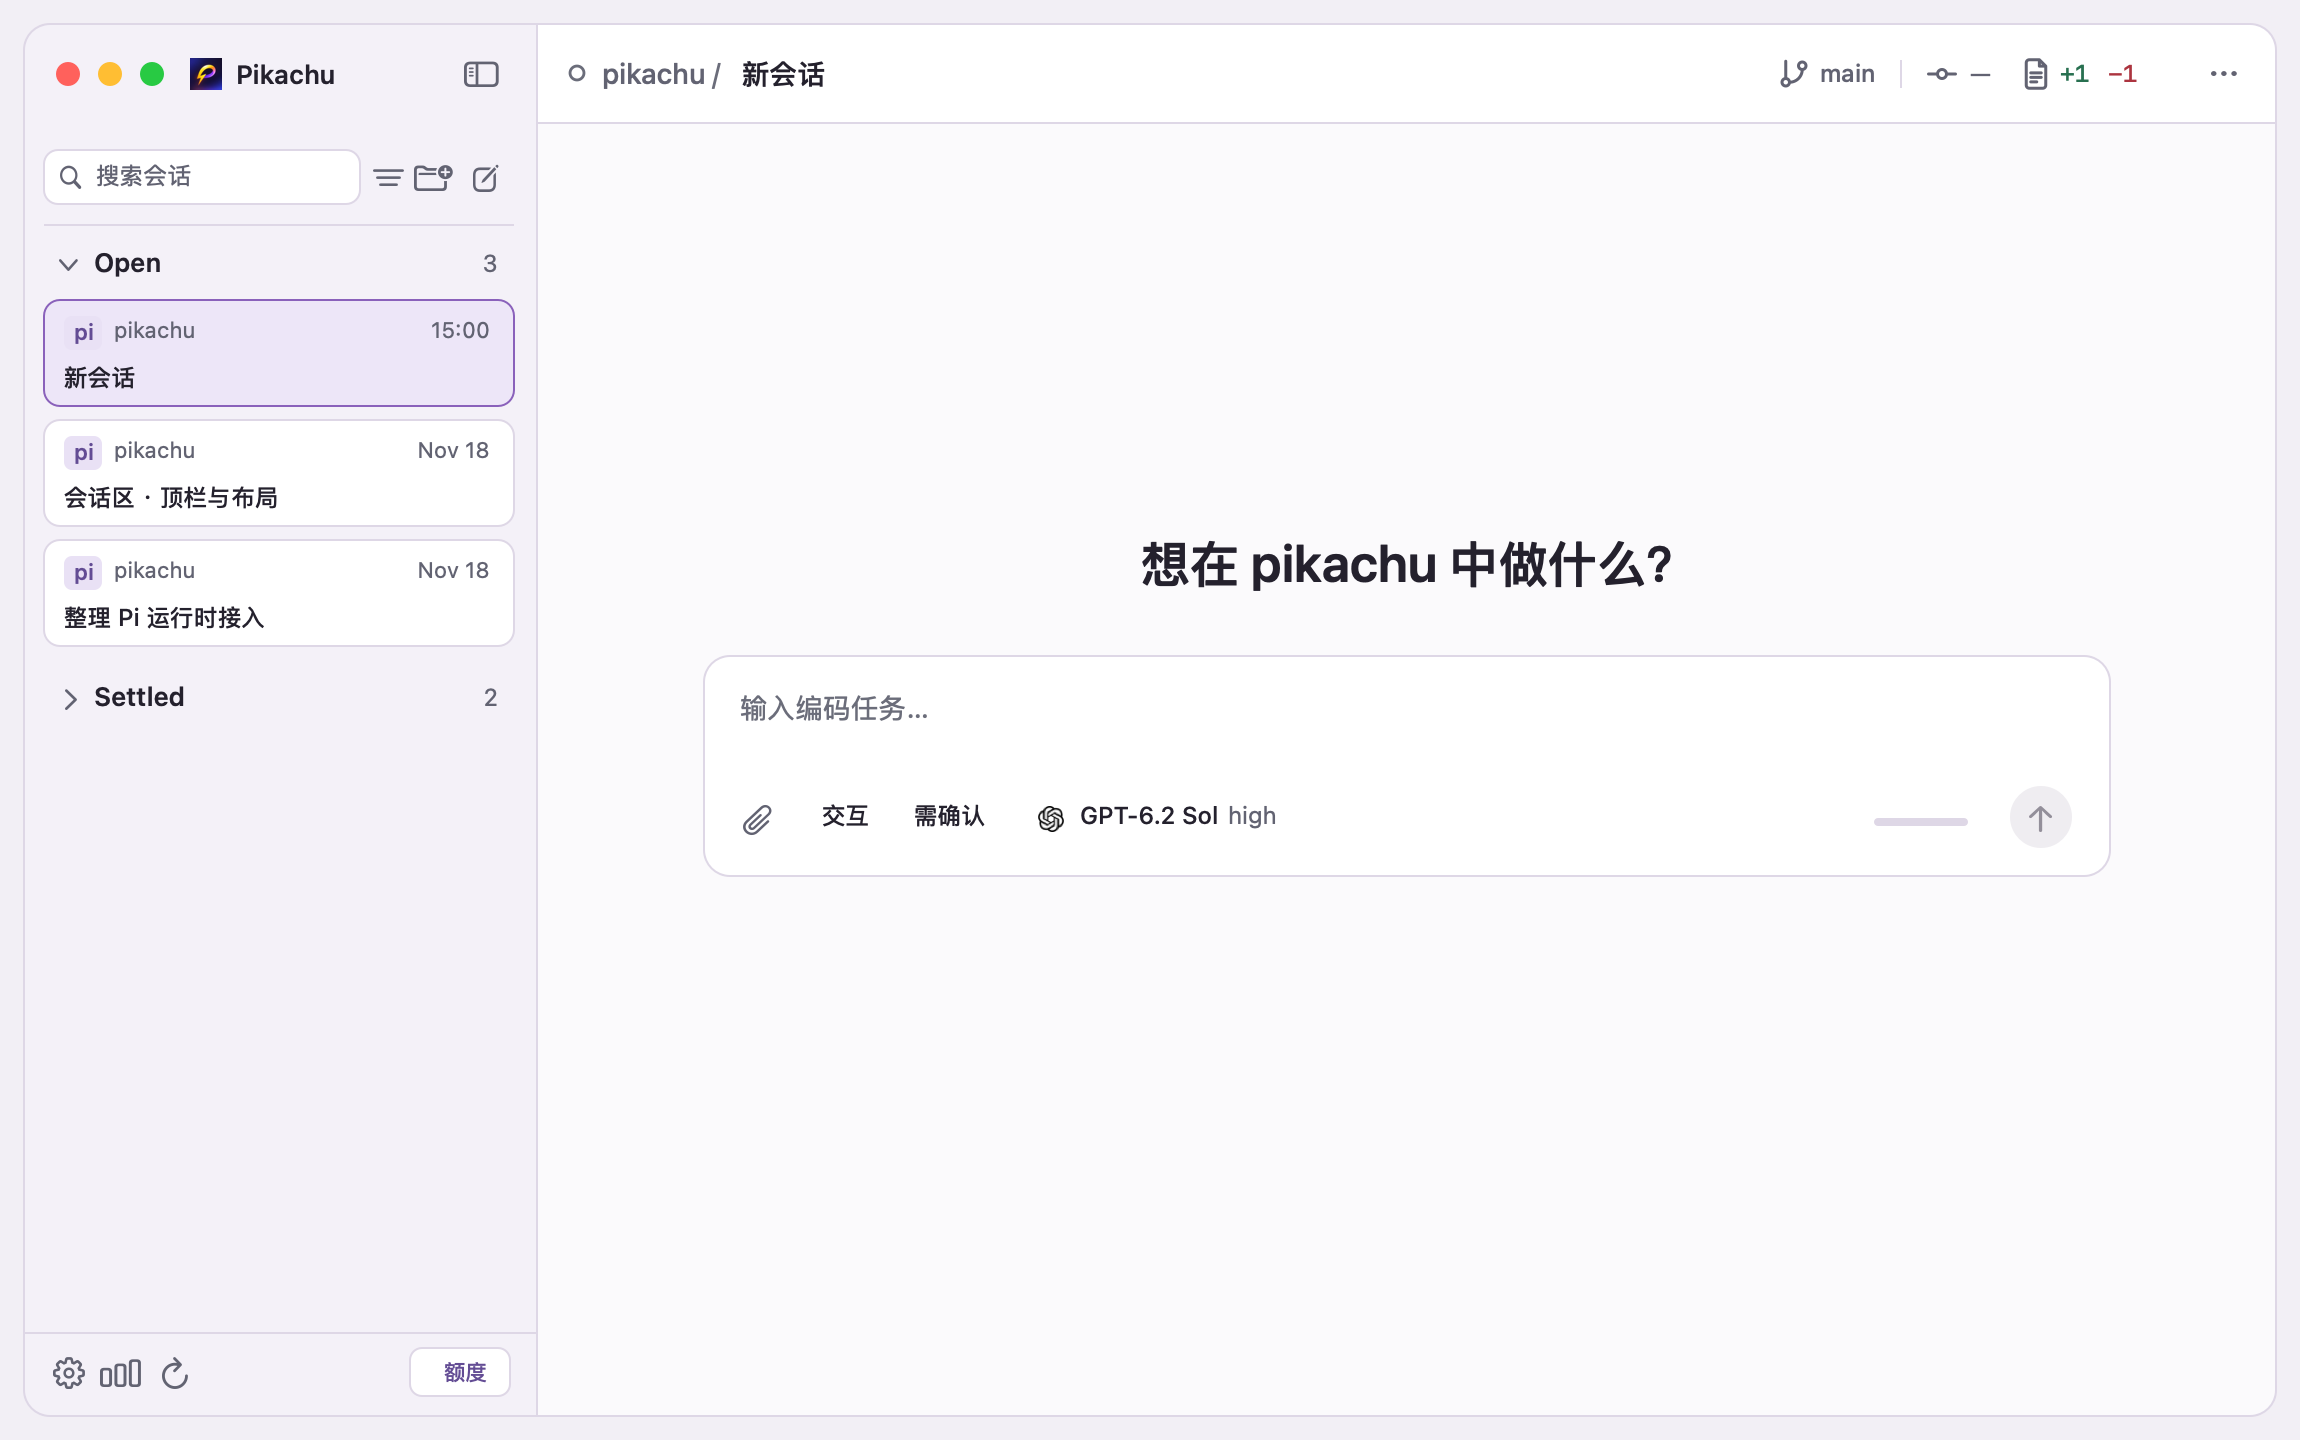 Pikachu
搜索会话
Open 3
pi pikachu 15:00
新会话
pi pikachu Nov 18
会话区 · 顶栏与布局
pi pikachu Nov 18
整理 Pi 运行时接入
Settled 2
额度
pikachu / 新会话
main — +1 −1
想在 pikachu 中做什么?
输入编码任务...
交互 需确认 GPT-6.2 Sol high